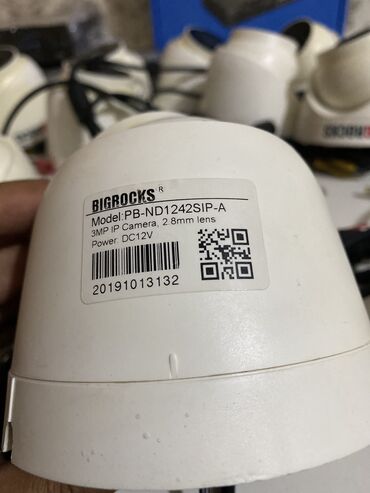 BIGROCKS ®
Model:PB-ND1242SIP-A
3MP IP Camera, 2.8mm lens
Power: DC12V
20191013132